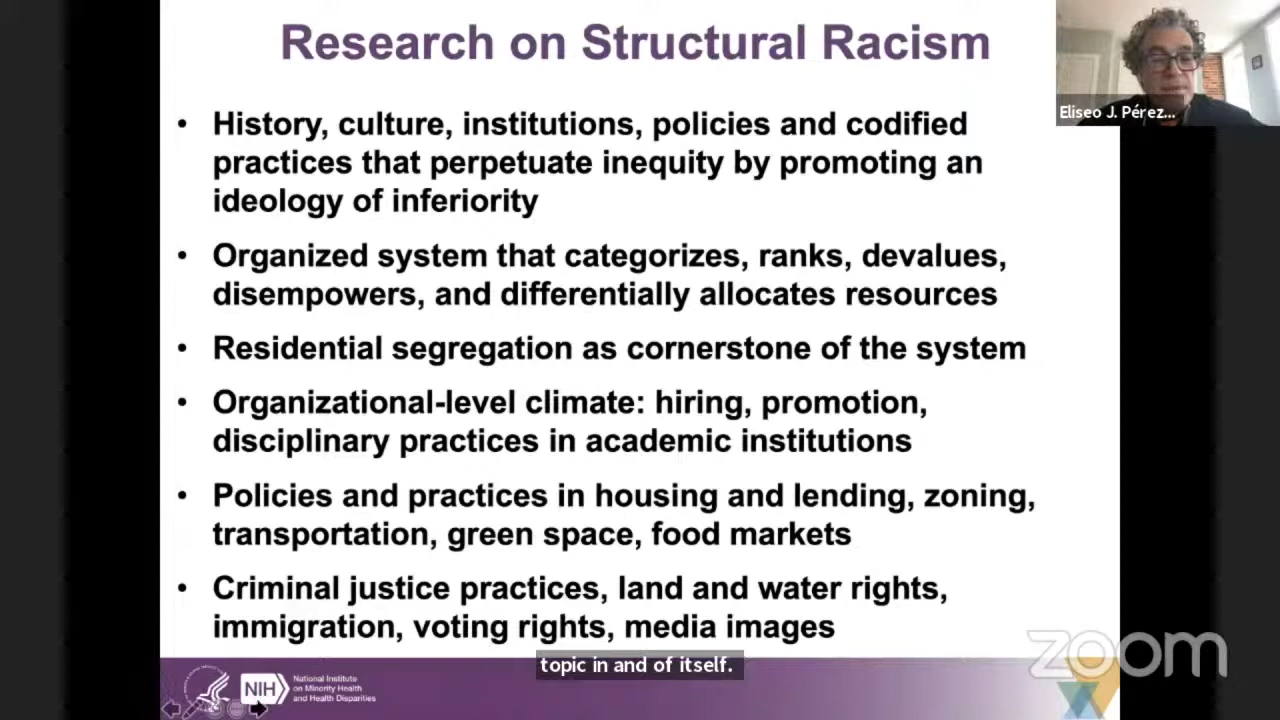 Research on Structural Racism
Eliseo J. Pérez...
• History, culture, institutions, policies and codified
practices that perpetuate inequity by promoting an
ideology of inferiority
• Organized system that categorizes, ranks, devalues,
disempowers, and differentially allocates resources
• Residential segregation as cornerstone of the system
• Organizational-level climate: hiring, promotion,
disciplinary practices in academic institutions
• Policies and practices in housing and lending, zoning,
transportation, green space, food markets
• Criminal justice practices, land and water rights,
immigration, voting rights, media images
zoom
topic in and of itself.
NIH
National Institute
on Minority Health
and Health Disparities